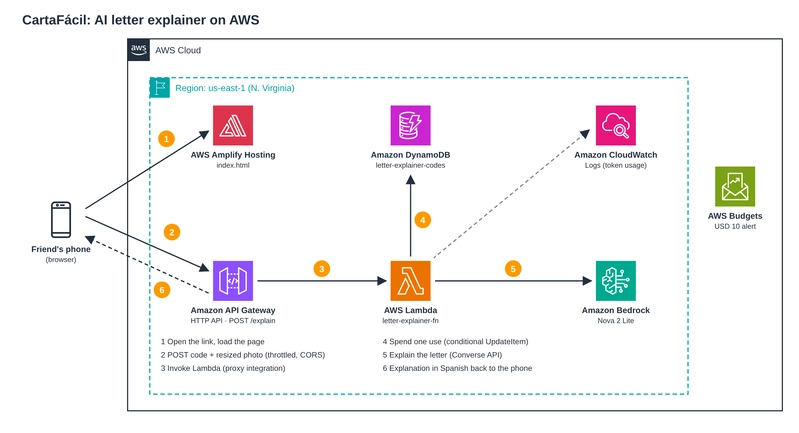 CartaFácil: AI letter explainer on AWS
aws
AWS Cloud
Region: us-east-1 (N. Virginia)
1
AWS Amplify Hosting
index.html
Amazon DynamoDB
letter-explainer-codes
Amazon CloudWatch
Logs (token usage)
AWS Budgets
USD 10 alert
Friend's phone
(browser)
2
4
6
3
5
Amazon API Gateway
HTTP API · POST /explain
AWS Lambda
letter-explainer-fn
Amazon Bedrock
Nova 2 Lite
1 Open the link, load the page
2 POST code + resized photo (throttled, CORS)
3 Invoke Lambda (proxy integration)
4 Spend one use (conditional UpdateItem)
5 Explain the letter (Converse API)
6 Explanation in Spanish back to the phone